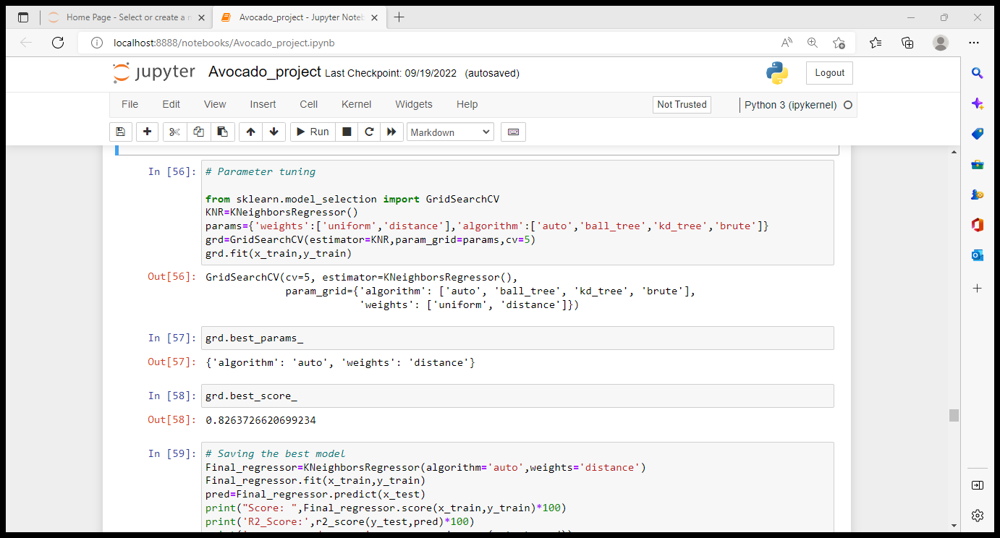 Home Page - Select or create a n
Avocado_project - Jupyter Noteb
localhost:8888/notebooks/Avocado_project.ipynb
jupyter Avocado_project Last Checkpoint: 09/19/2022 (autosaved)
Logout
File Edit View Insert Cell Kernel Widgets Help
Not Trusted
Python 3 (ipykernel)
Run
Markdown
In [56]: # Parameter tuning
from sklearn.model_selection import GridSearchCV
KNR=KNeighborsRegressor()
params={'weights':['uniform','distance'],'algorithm':['auto','ball_tree','kd_tree','brute']}
grd=GridSearchCV(estimator=KNR,param_grid=params,cv=5)
grd.fit(x_train,y_train)
Out[56]: GridSearchCV(cv=5, estimator=KNeighborsRegressor(),
param_grid={'algorithm': ['auto', 'ball_tree', 'kd_tree', 'brute'],
'weights': ['uniform', 'distance']})
In [57]: grd.best_params_
Out[57]: {'algorithm': 'auto', 'weights': 'distance'}
In [58]: grd.best_score_
Out[58]: 0.8263726620699234
In [59]: # Saving the best model
Final_regressor=KNeighborsRegressor(algorithm='auto',weights='distance')
Final_regressor.fit(x_train,y_train)
pred=Final_regressor.predict(x_test)
print("Score: ",Final_regressor.score(x_train,y_train)*100)
print('R2_Score:',r2_score(y_test,pred)*100)